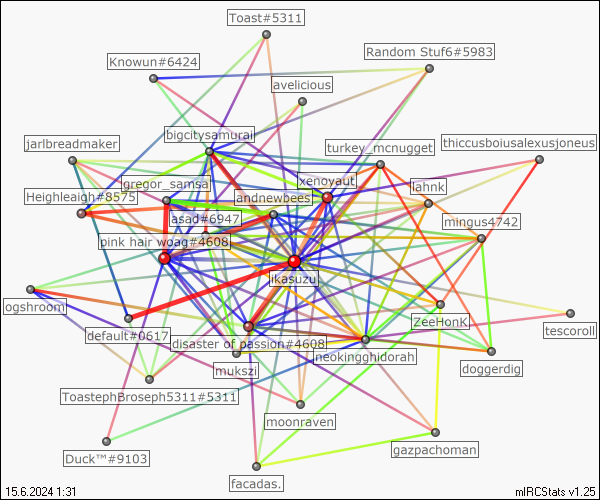 Toast#5311
Random Stuf6#5983
Knowun#6424
avelicious
bigcitysamurai
jarlbreadmaker
turkey_mcnugget
thiccusboiusalexusjoneus
xenoyaut
gregor_samsa
lahnk
Heighleaigh#8575
andnewbees
asad#6947
mingus4742
pink hair woag#4608
ikasuzu
ogshroom
ZeeHonk
tescoroll
default#0617
disaster of passion#4608
neokingghidorah
mukszi
doggerdig
ToastephBroseph5311#5311
moonraven
gazpachoman
Duck™#9103
facadas.
15.6.2024 1:31
mIRCStats v1.25